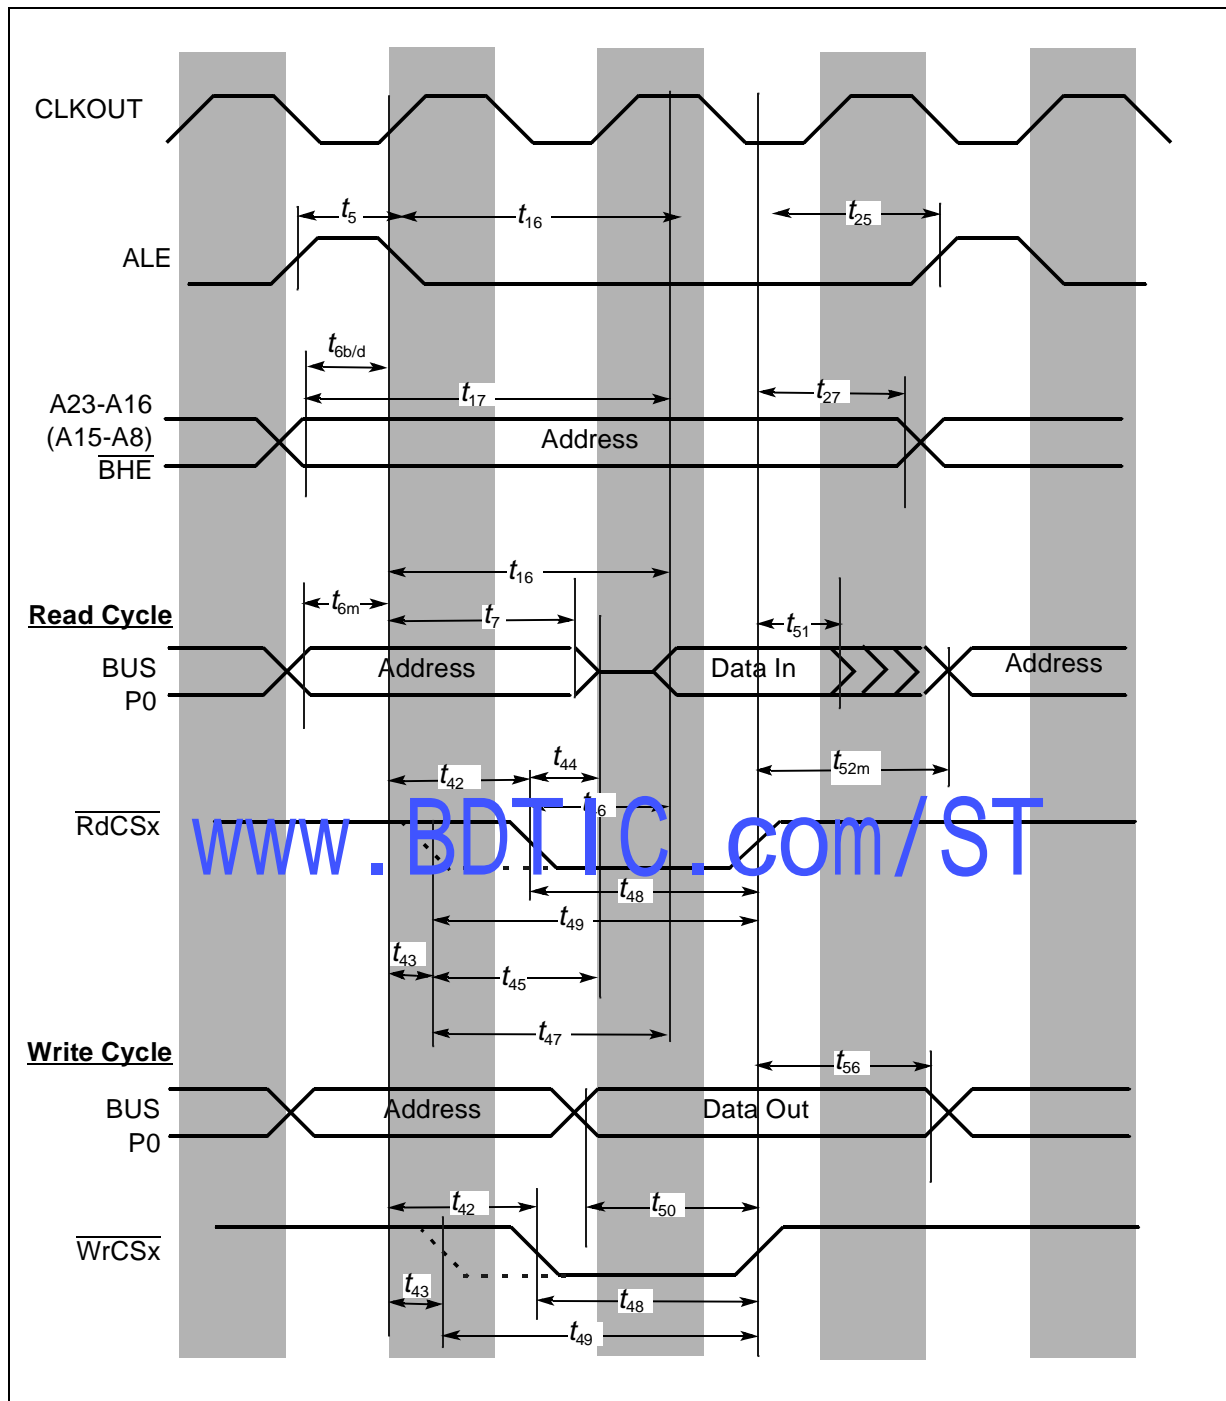 CLKOUT
t5
t16
t25
ALE
t6b/d
t17
t27
A23-A16
(A15-A8)
BHE
Address
t16
t6m
t7
t51
Read Cycle
BUS
P0
Address
Data In
Address
t44
t42
t52m
t46
RdCSx
www.BDTIC.com/ST
t48
t49
t43
t45
t47
Write Cycle
t56
BUS
P0
Address
Data Out
t42
t50
WrCSx
t43
t48
t49